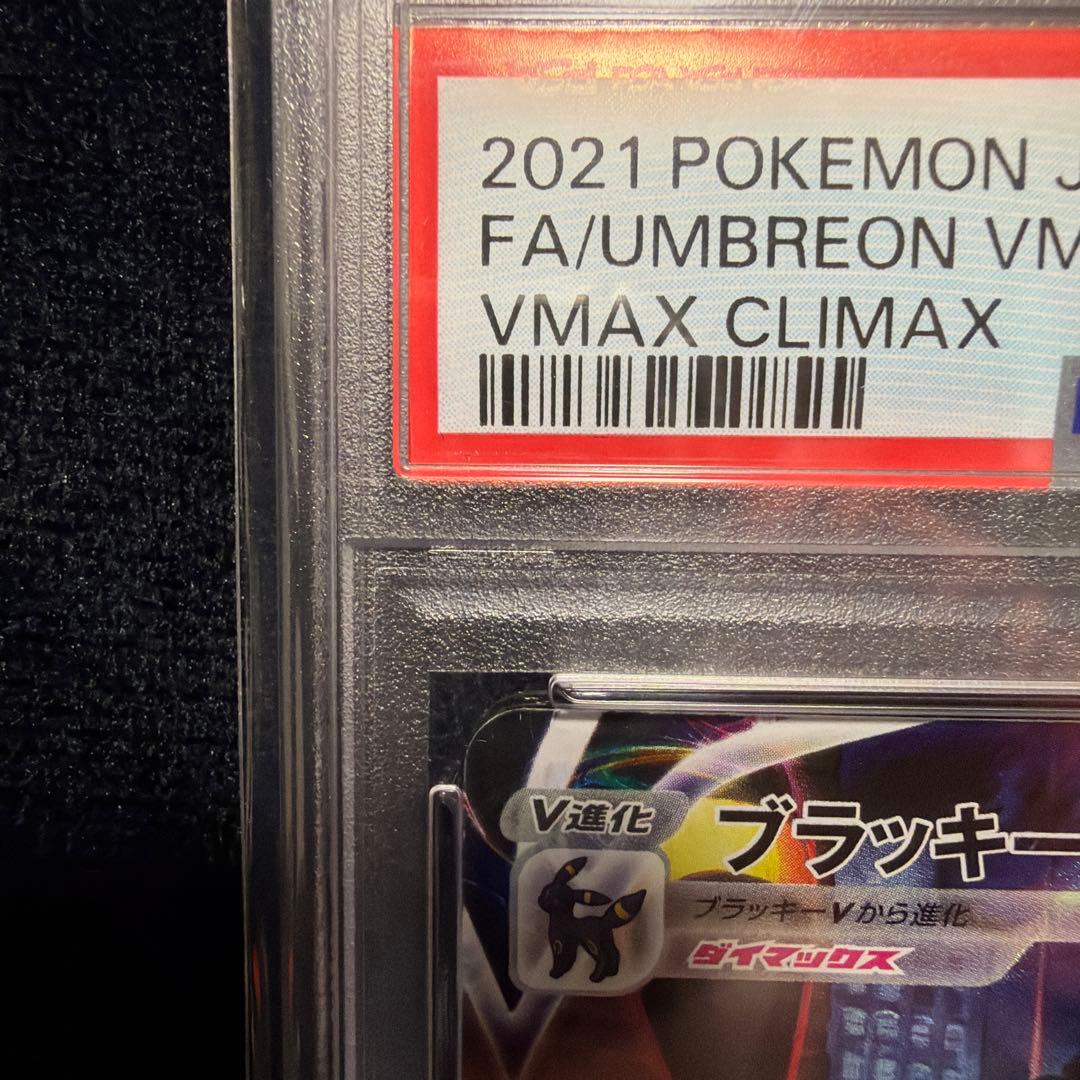 2021 POKEMON J
FA/UMBREON VM
VMAX CLIMAX
V進化
ブラッキー
ブラッキーVから進化
ダイマックス